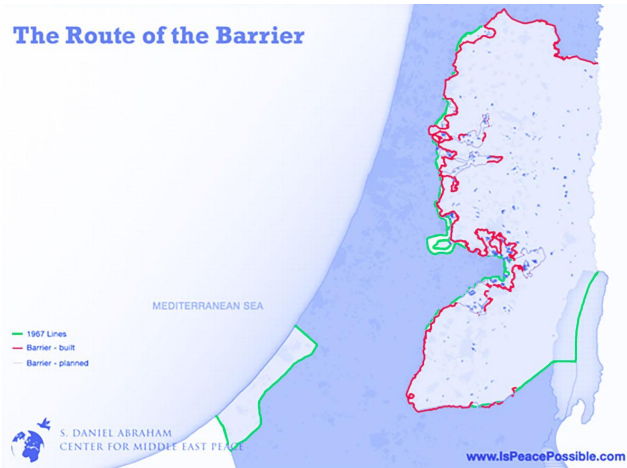 The Route of the Barrier
MEDITERRANEAN SEA
1967 Lines
Barrier - built
Barrier - planned
S. DANIEL ABRAHAM
CENTER FOR MIDDLE EAST PEACE
www.IsPeacePossible.com